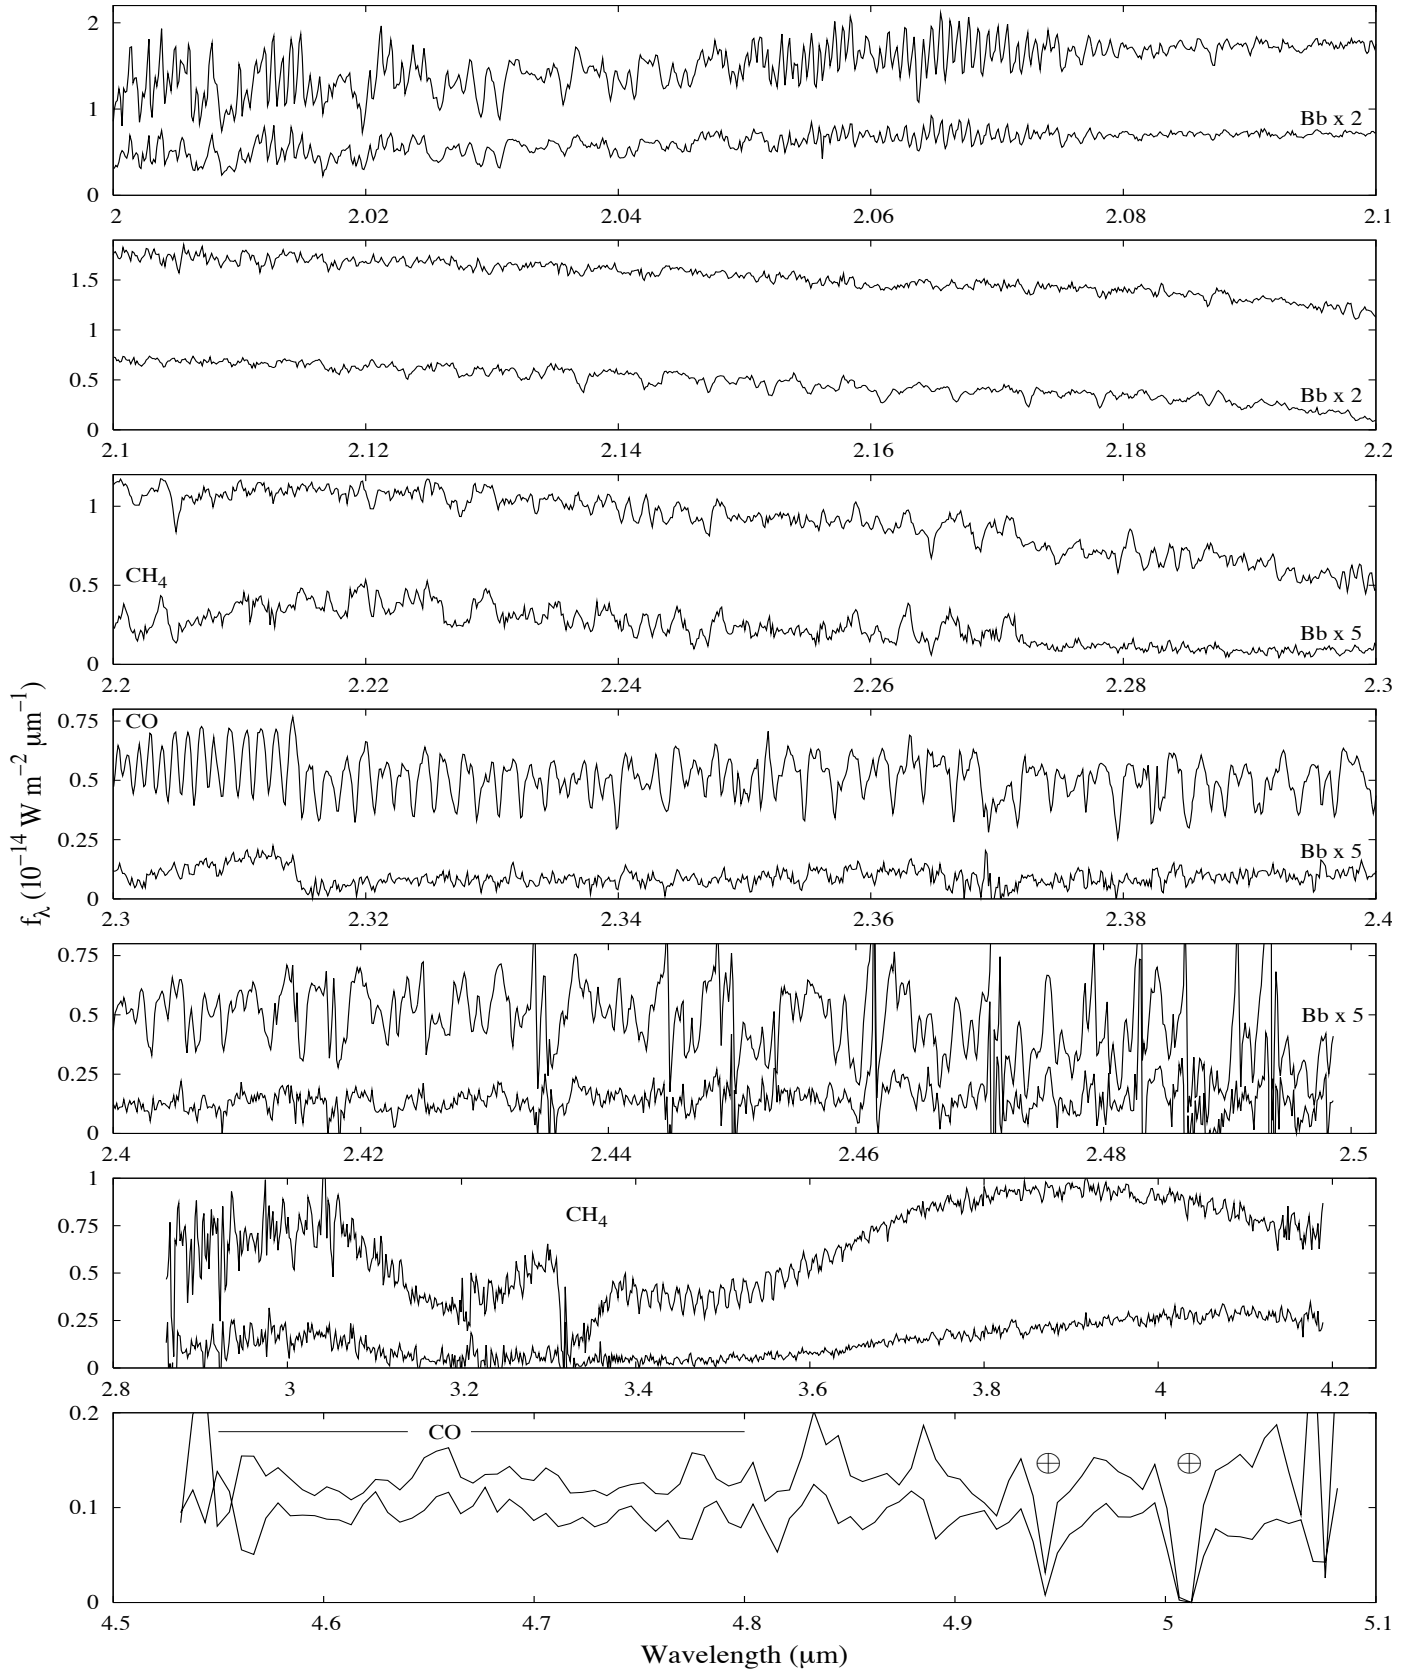 2
1
0
Bb x 2
2 2.02 2.04 2.06 2.08 2.1
1.5
1
0.5
0
Bb x 2
2.1 2.12 2.14 2.16 2.18 2.2
1
0.5
0
CH₄
Bb x 5
2.2 2.22 2.24 2.26 2.28 2.3
f_λ (10⁻¹⁴ W m⁻² μm⁻¹)
0.75
0.5
0.25
0
CO
Bb x 5
2.3 2.32 2.34 2.36 2.38 2.4
0.75
0.5
0.25
0
Bb x 5
2.4 2.42 2.44 2.46 2.48 2.5
1
0.75
0.5
0.25
0
CH₄
2.8 3 3.2 3.4 3.6 3.8 4 4.2
0.2
0.1
0
CO
⊕ ⊕
4.5 4.6 4.7 4.8 4.9 5 5.1
Wavelength (μm)